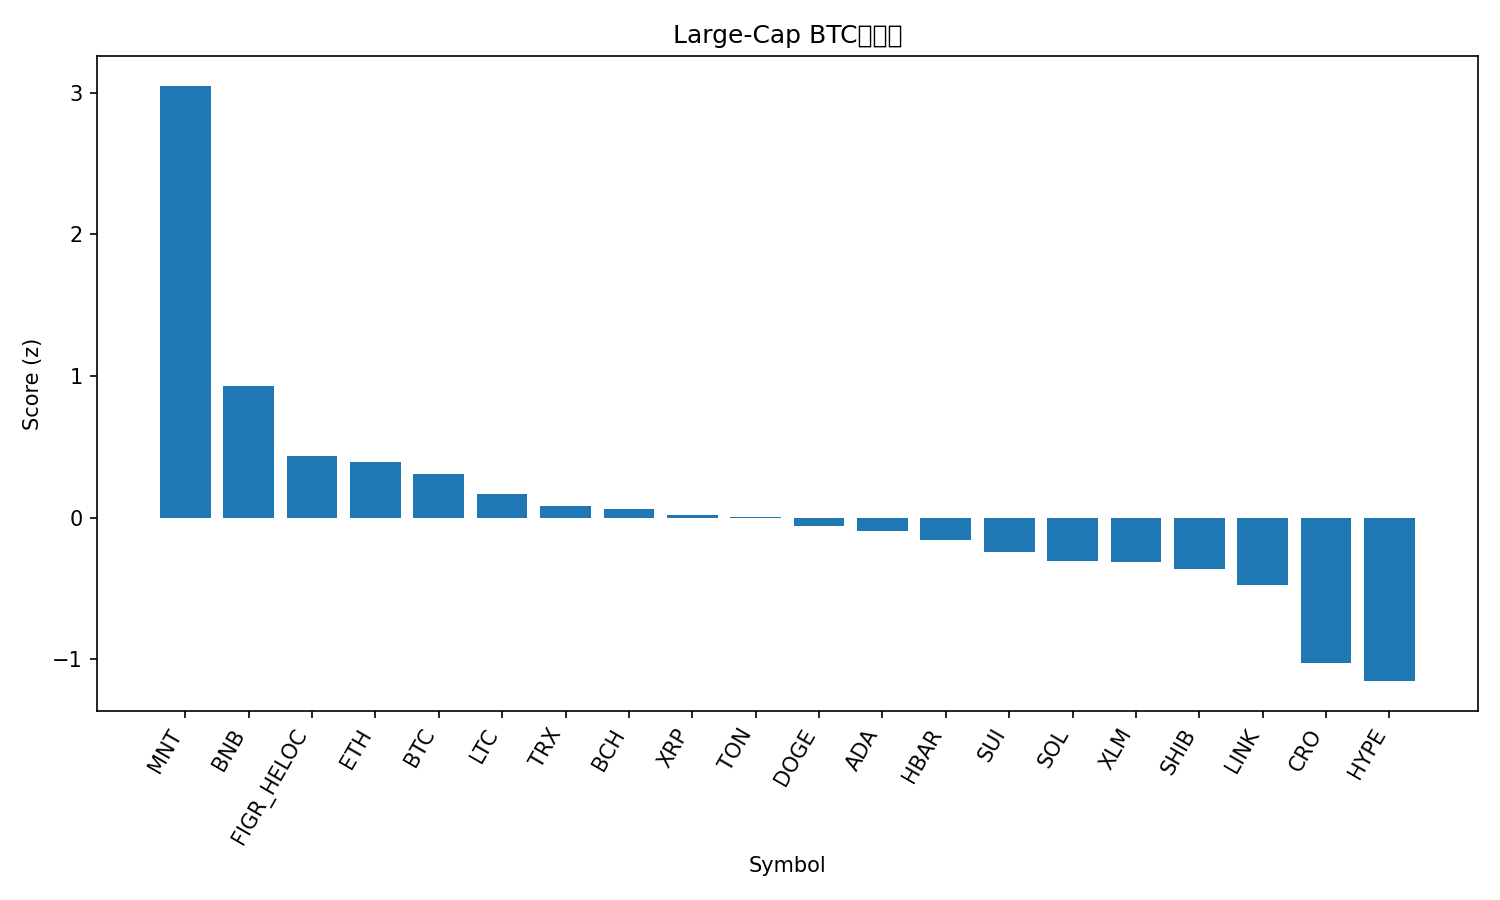 Large-Cap BTC
Score (z)
3
2
1
0
−1
MNT
BNB
FIGR_HELOC
ETH
BTC
LTC
TRX
BCH
XRP
TON
DOGE
ADA
HBAR
SUI
SOL
XLM
SHIB
LINK
CRO
HYPE
Symbol